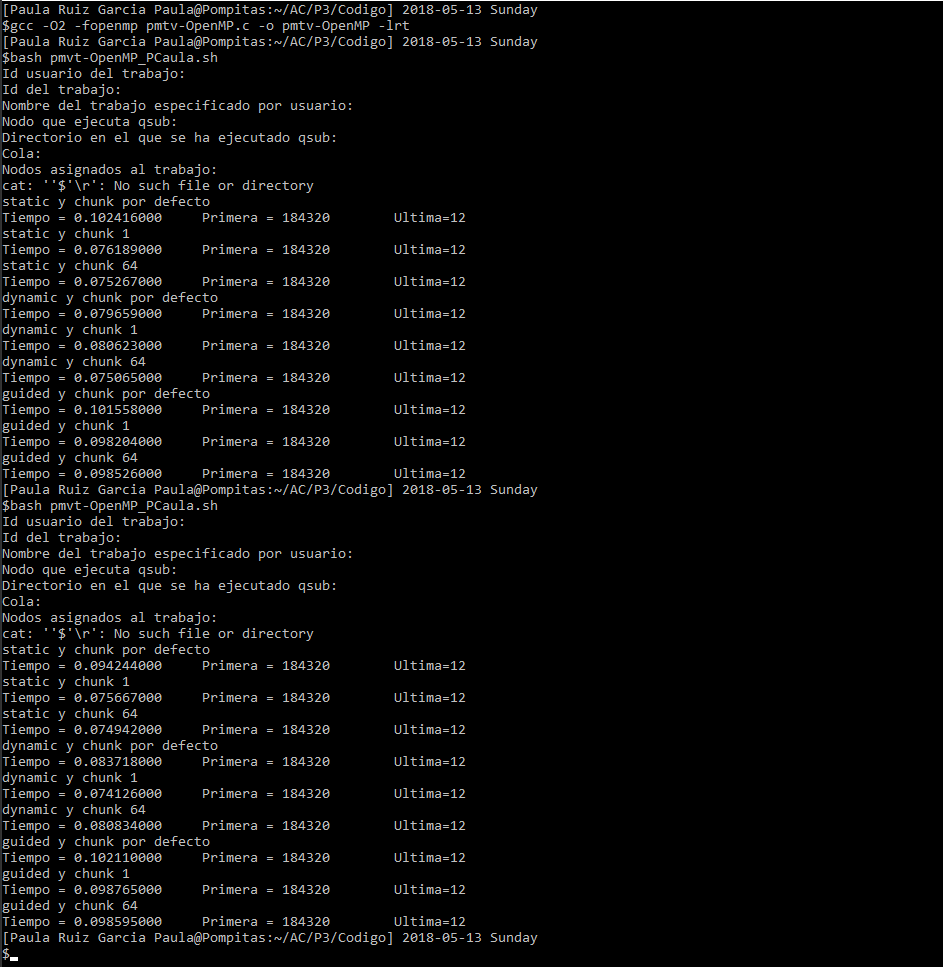 [Paula Ruiz Garcia Paula@Pompitas:~/AC/P3/Codigo] 2018-05-13 Sunday
$gcc -O2 -fopenmp pmtv-OpenMP.c -o pmtv-OpenMP -lrt
[Paula Ruiz Garcia Paula@Pompitas:~/AC/P3/Codigo] 2018-05-13 Sunday
$bash pmvt-OpenMP_PCaula.sh
Id usuario del trabajo:
Id del trabajo:
Nombre del trabajo especificado por usuario:
Nodo que ejecuta qsub:
Directorio en el que se ha ejecutado qsub:
Cola:
Nodos asignados al trabajo:
cat: ''$'\r': No such file or directory
static y chunk por defecto
Tiempo = 0.102416000     Primera = 184320        Ultima=12
static y chunk 1
Tiempo = 0.076189000     Primera = 184320        Ultima=12
static y chunk 64
Tiempo = 0.075267000     Primera = 184320        Ultima=12
dynamic y chunk por defecto
Tiempo = 0.079659000     Primera = 184320        Ultima=12
dynamic y chunk 1
Tiempo = 0.080623000     Primera = 184320        Ultima=12
dynamic y chunk 64
Tiempo = 0.075065000     Primera = 184320        Ultima=12
guided y chunk por defecto
Tiempo = 0.101558000     Primera = 184320        Ultima=12
guided y chunk 1
Tiempo = 0.098204000     Primera = 184320        Ultima=12
guided y chunk 64
Tiempo = 0.098526000     Primera = 184320        Ultima=12
[Paula Ruiz Garcia Paula@Pompitas:~/AC/P3/Codigo] 2018-05-13 Sunday
$bash pmvt-OpenMP_PCaula.sh
Id usuario del trabajo:
Id del trabajo:
Nombre del trabajo especificado por usuario:
Nodo que ejecuta qsub:
Directorio en el que se ha ejecutado qsub:
Cola:
Nodos asignados al trabajo:
cat: ''$'\r': No such file or directory
static y chunk por defecto
Tiempo = 0.094244000     Primera = 184320        Ultima=12
static y chunk 1
Tiempo = 0.075667000     Primera = 184320        Ultima=12
static y chunk 64
Tiempo = 0.074942000     Primera = 184320        Ultima=12
dynamic y chunk por defecto
Tiempo = 0.083718000     Primera = 184320        Ultima=12
dynamic y chunk 1
Tiempo = 0.074126000     Primera = 184320        Ultima=12
dynamic y chunk 64
Tiempo = 0.080834000     Primera = 184320        Ultima=12
guided y chunk por defecto
Tiempo = 0.102110000     Primera = 184320        Ultima=12
guided y chunk 1
Tiempo = 0.098765000     Primera = 184320        Ultima=12
guided y chunk 64
Tiempo = 0.098595000     Primera = 184320        Ultima=12
[Paula Ruiz Garcia Paula@Pompitas:~/AC/P3/Codigo] 2018-05-13 Sunday
$